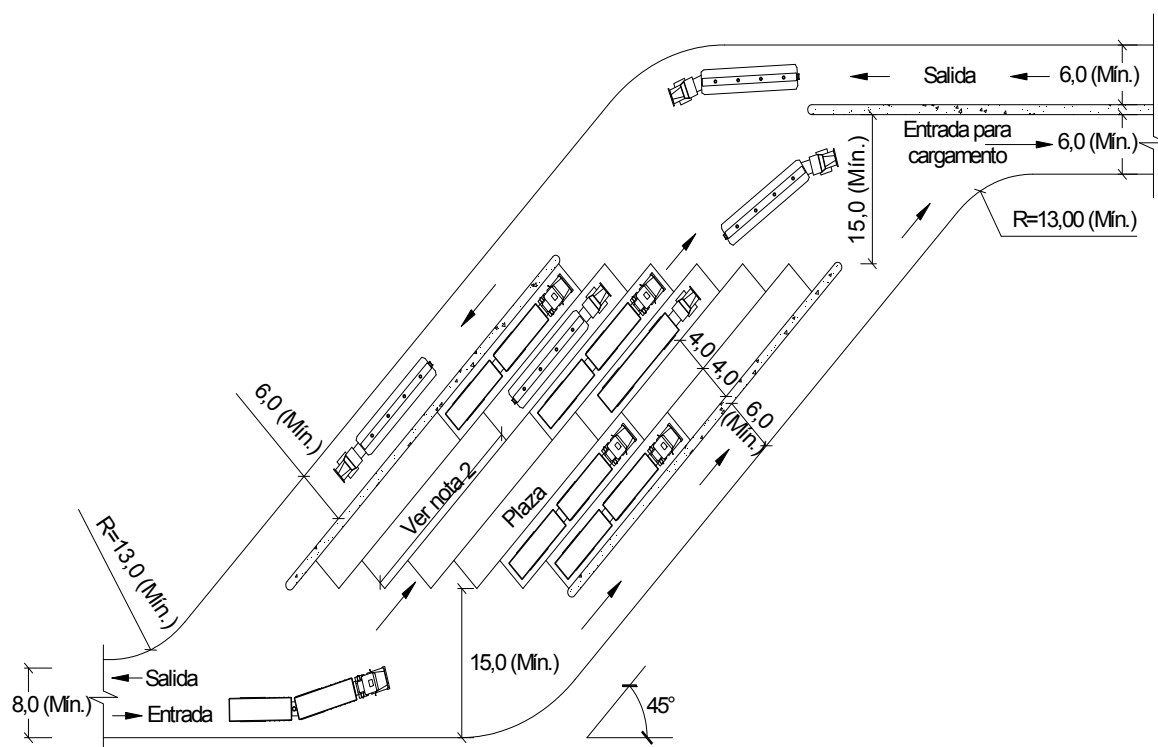 Salida
6,0 (Mín.)
Entrada para
cargamento
6,0 (Mín.)
15,0 (Mín.)
R=13,00 (Mín.)
4,0
4,0
6,0
(Mín.)
6,0 (Mín.)
Ver nota 2
Plaza
R=13,0 (Mín.)
15,0 (Mín.)
Salida
8,0 (Mín.)
Entrada
45°